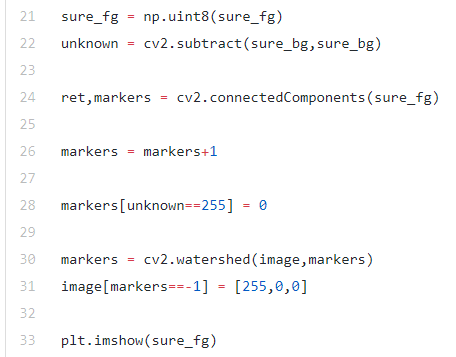 21 sure_fg = np.uint8(sure_fg)
22 unknown = cv2.subtract(sure_bg,sure_bg)
23
24 ret,markers = cv2.connectedComponents(sure_fg)
25
26 markers = markers+1
27
28 markers[unknown==255] = 0
29
30 markers = cv2.watershed(image,markers)
31 image[markers==-1] = [255,0,0]
32
33 plt.imshow(sure_fg)